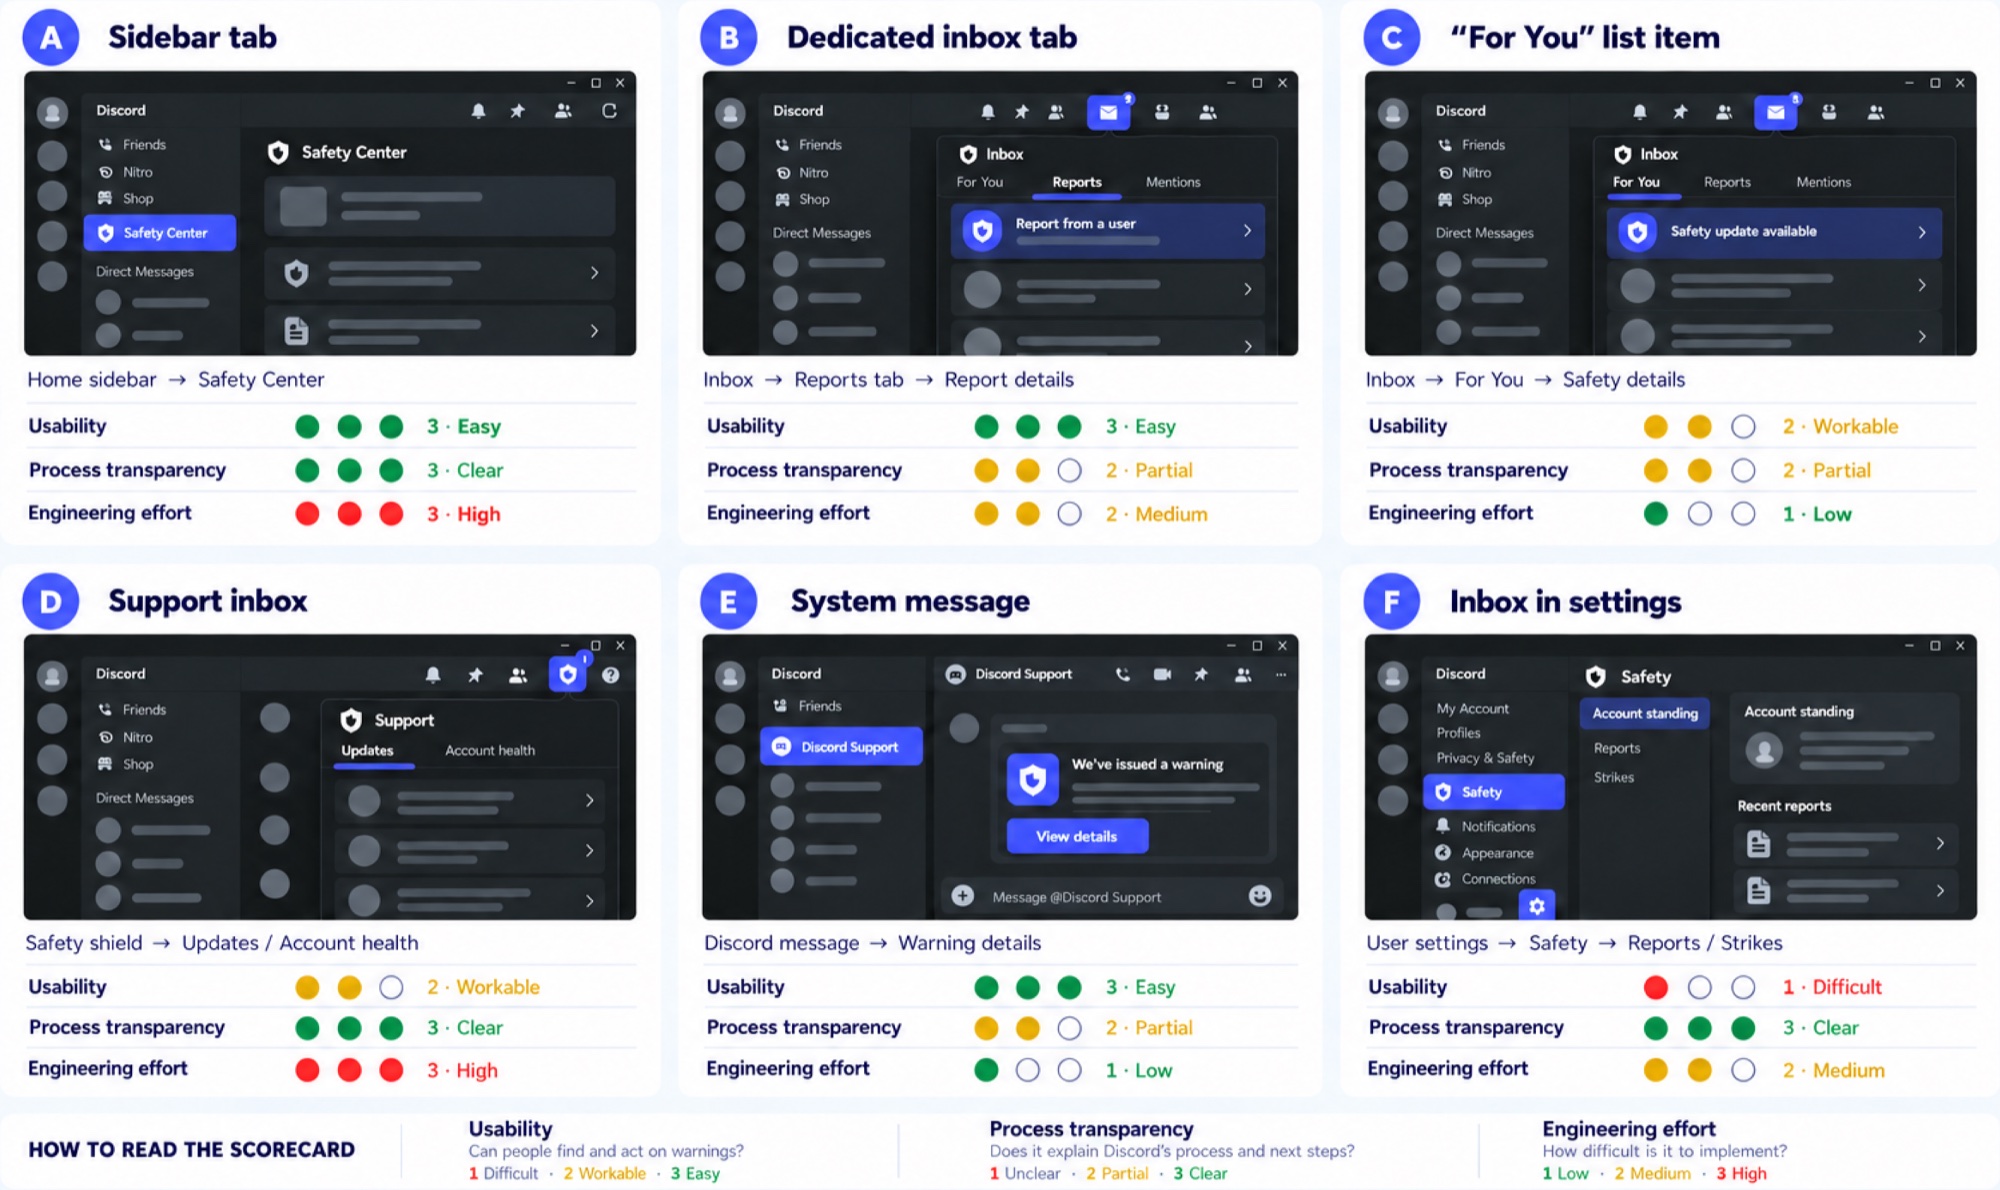 A Sidebar tab
Discord
Friends
Nitro
Shop
Safety Center
Direct Messages
Safety Center
Home sidebar → Safety Center
Usability 3 · Easy
Process transparency 3 · Clear
Engineering effort 3 · High
B Dedicated inbox tab
Discord
Friends
Nitro
Shop
Direct Messages
Inbox
For You Reports Mentions
Report from a user
Inbox → Reports tab → Report details
Usability 3 · Easy
Process transparency 2 · Partial
Engineering effort 2 · Medium
C “For You” list item
Discord
Friends
Nitro
Shop
Direct Messages
Inbox
For You Reports Mentions
Safety update available
Inbox → For You → Safety details
Usability 2 · Workable
Process transparency 2 · Partial
Engineering effort 1 · Low
D Support inbox
Discord
Friends
Nitro
Shop
Direct Messages
Support
Updates Account health
Safety shield → Updates / Account health
Usability 2 · Workable
Process transparency 3 · Clear
Engineering effort 3 · High
E System message
Discord
Friends
Discord Support
Discord Support
We've issued a warning
View details
Message @Discord Support
Discord message → Warning details
Usability 3 · Easy
Process transparency 2 · Partial
Engineering effort 1 · Low
F Inbox in settings
Discord
My Account
Profiles
Privacy & Safety
Safety
Notifications
Appearance
Connections
Safety
Account standing
Reports
Strikes
Account standing
Recent reports
User settings → Safety → Reports / Strikes
Usability 1 · Difficult
Process transparency 3 · Clear
Engineering effort 2 · Medium
HOW TO READ THE SCORECARD
Usability
Can people find and act on warnings?
1 Difficult · 2 Workable · 3 Easy
Process transparency
Does it explain Discord's process and next steps?
1 Unclear · 2 Partial · 3 Clear
Engineering effort
How difficult is it to implement?
1 Low · 2 Medium · 3 High